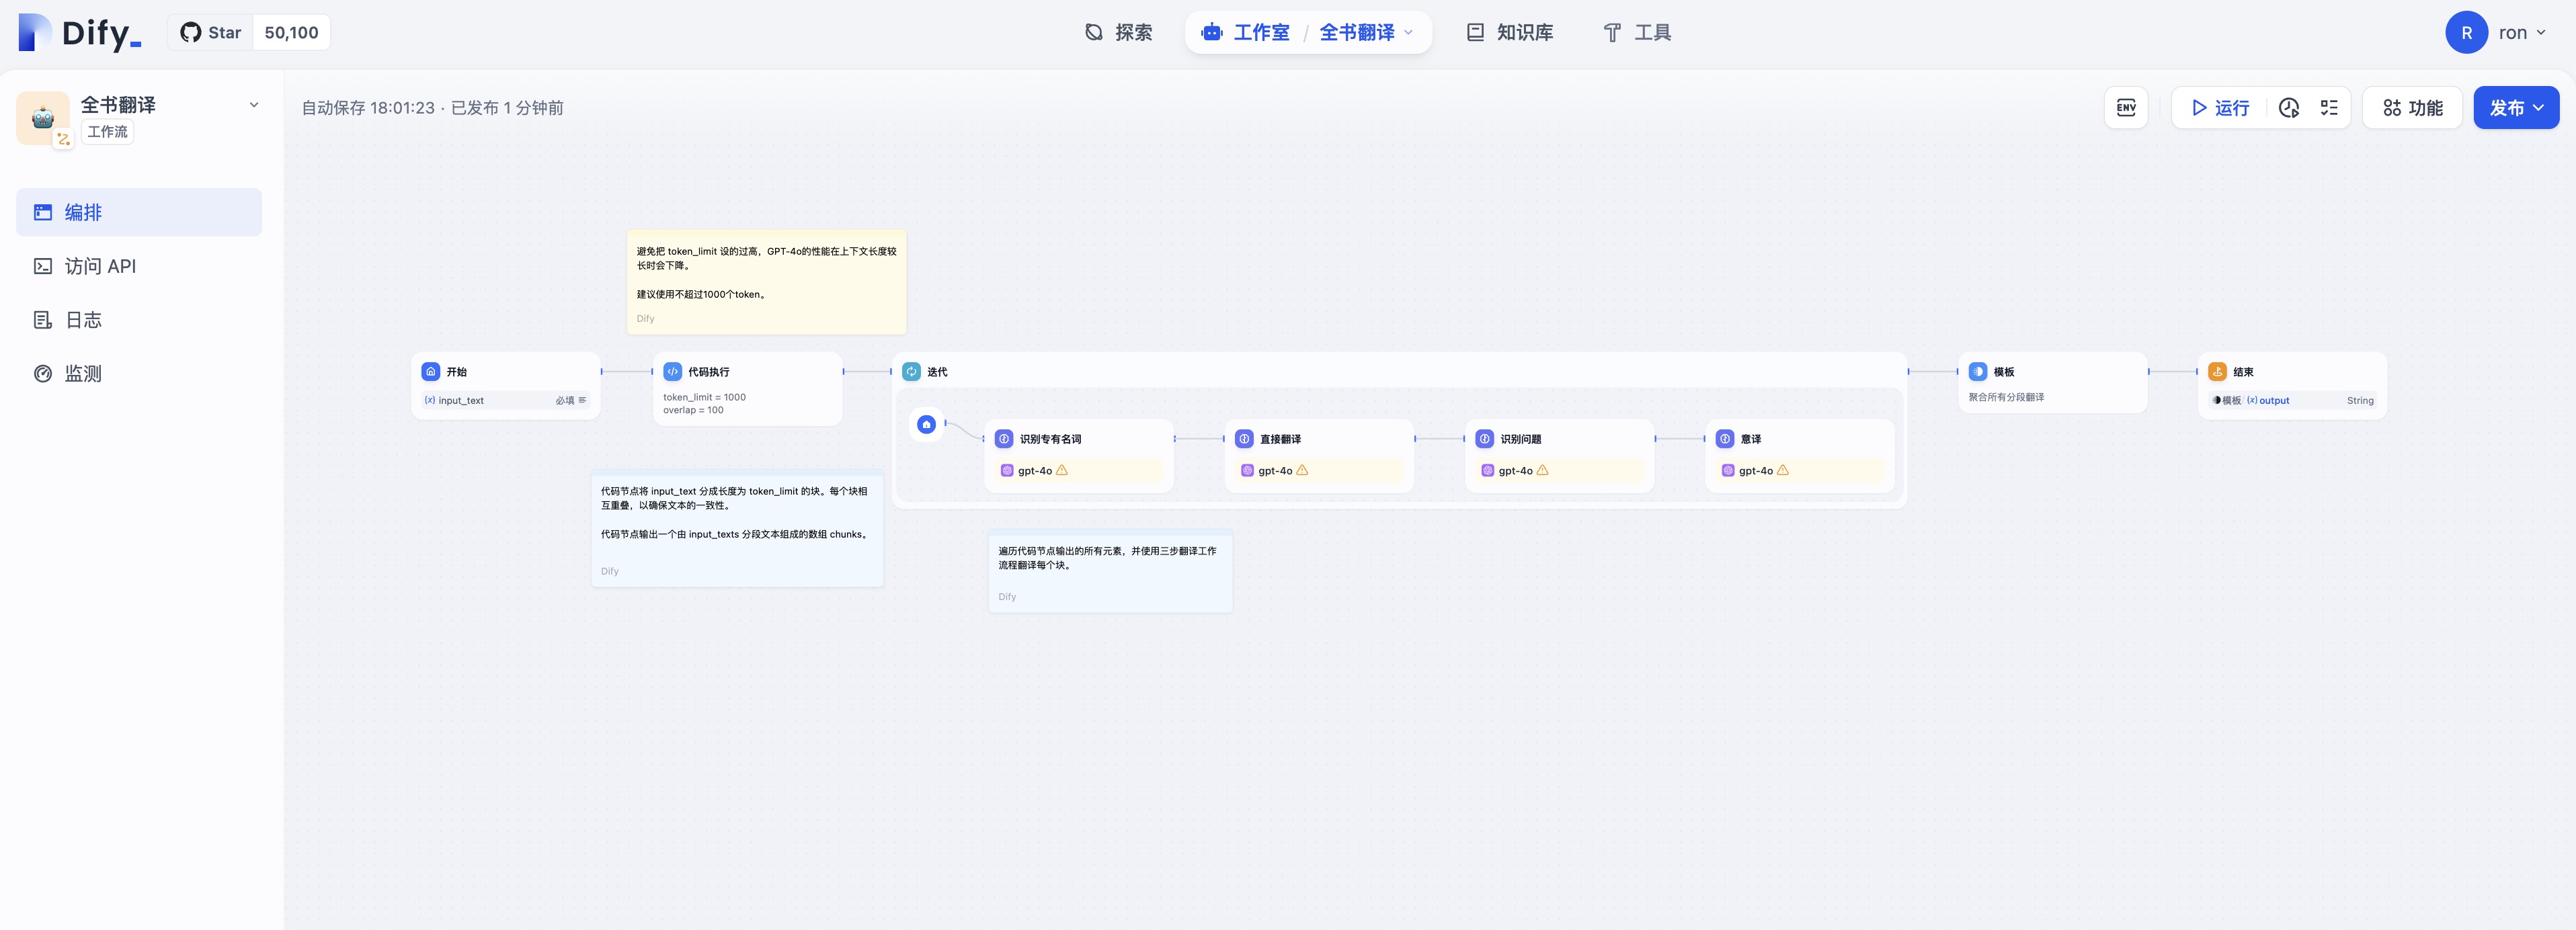 Dify_
Star 50,100
探索
工作室 / 全书翻译
知识库
工具
R ron
全书翻译
工作流
编排
访问 API
日志
监测
自动保存 18:01:23 · 已发布 1 分钟前
ENV
运行
功能
发布
避免把 token_limit 设的过高，GPT-4o的性能在上下文长度较
长时会下降。
建议使用不超过1000个token。
Dify
开始
(x) input_text 必填
代码执行
token_limit = 1000
overlap = 100
迭代
识别专有名词
gpt-4o
直接翻译
gpt-4o
识别问题
gpt-4o
意译
gpt-4o
模板
聚合所有分段翻译
结束
模板 (x) output String
代码节点将 input_text 分成长度为 token_limit 的块。每个块相
互重叠，以确保文本的一致性。
代码节点输出一个由 input_texts 分段文本组成的数组 chunks。
Dify
遍历代码节点输出的所有元素，并使用三步翻译工作
流程翻译每个块。
Dify